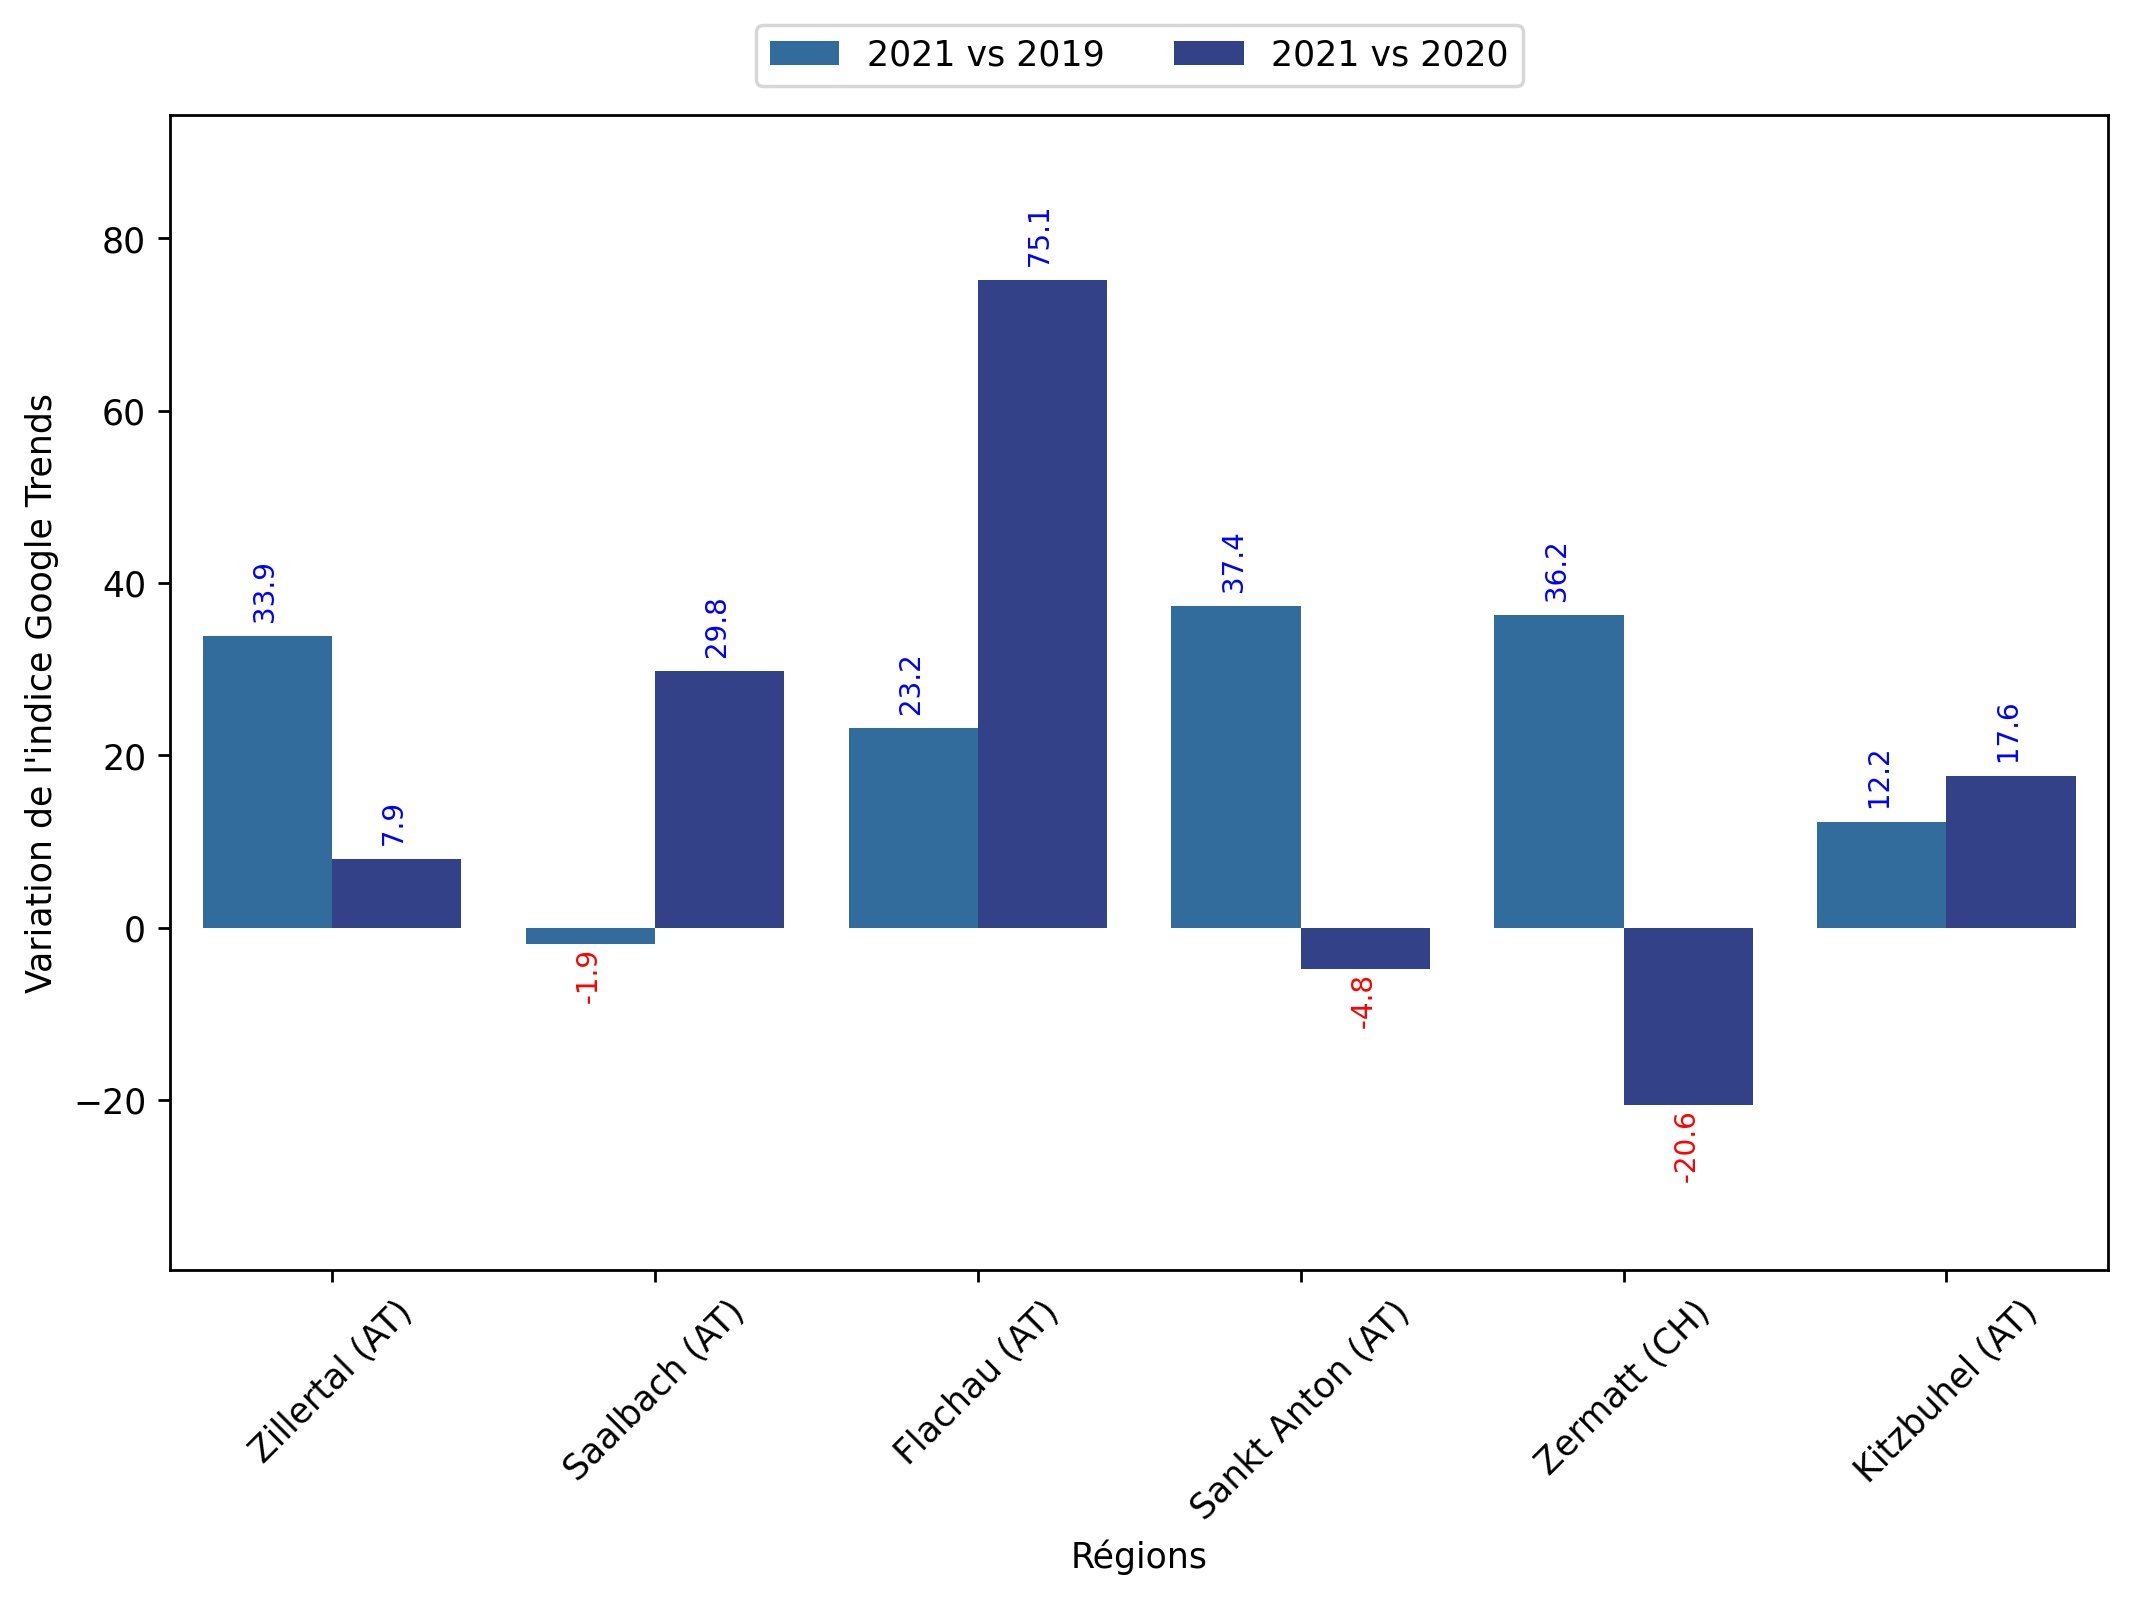 2021 vs 2019
2021 vs 2020
Variation de l'indice Google Trends
80
60
40
20
0
−20
33.9
7.9
-1.9
29.8
23.2
75.1
37.4
-4.8
36.2
-20.6
12.2
17.6
Zillertal (AT)
Saalbach (AT)
Flachau (AT)
Sankt Anton (AT)
Zermatt (CH)
Kitzbuhel (AT)
Régions